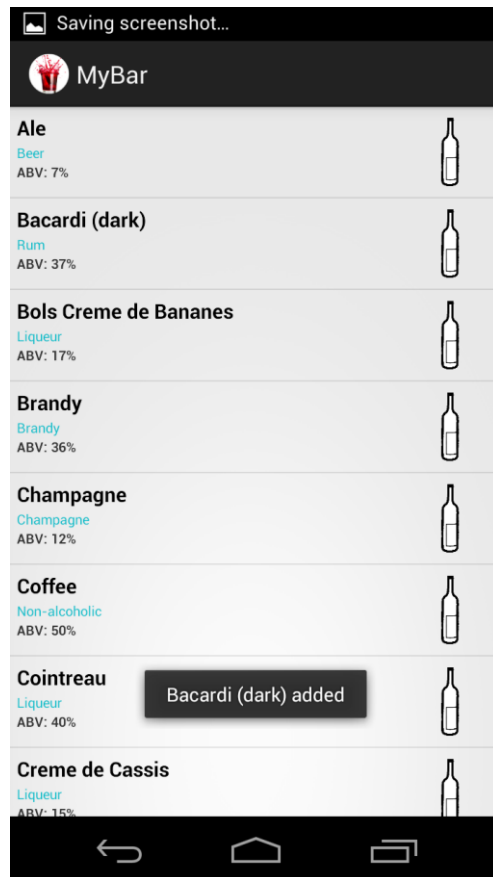 Saving screenshot...
MyBar
Ale
Beer
ABV: 7%
Bacardi (dark)
Rum
ABV: 37%
Bols Creme de Bananes
Liqueur
ABV: 17%
Brandy
Brandy
ABV: 36%
Champagne
Champagne
ABV: 12%
Coffee
Non-alcoholic
ABV: 50%
Cointreau
Liqueur
ABV: 40%
Bacardi (dark) added
Creme de Cassis
Liqueur
ABV: 15%